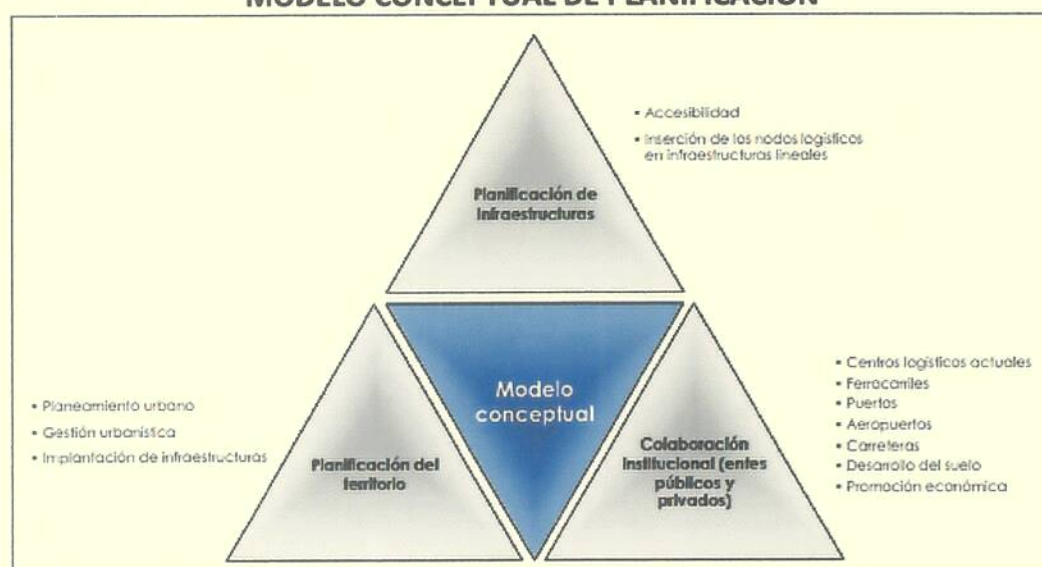 MODELO CONCEPTUAL DE PLANIFICACIÓN
▪ Accesibilidad
▪ Inserción de los nodos logísticos
en infraestructuras lineales
Planificación de
infraestructuras
Modelo
conceptual
▪ Planeamiento urbano
▪ Gestión urbanística
▪ Implantación de infraestructuras
Planificación del
territorio
Colaboración
institucional (entes
públicos y
privados)
▪ Centros logísticos actuales
▪ Ferrocarriles
▪ Puertos
▪ Aeropuertos
▪ Carreteras
▪ Desarrollo del suelo
▪ Promoción económica